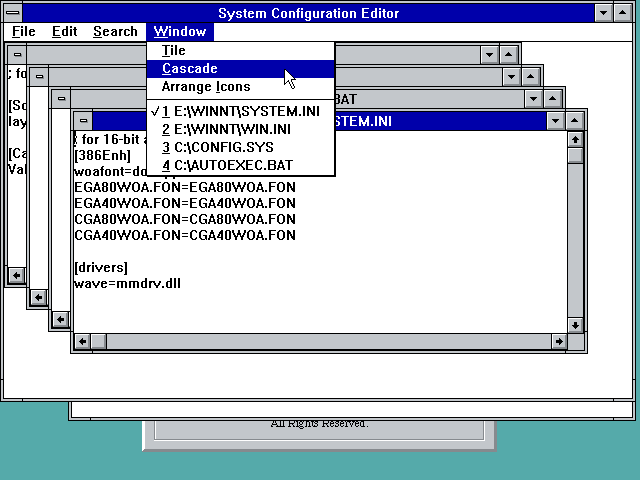 System Configuration Editor
File Edit Search Window
Tile
Cascade
Arrange Icons
✓1 E:\WINNT\SYSTEM.INI
2 E:\WINNT\WIN.INI
3 C:\CONFIG.SYS
4 C:\AUTOEXEC.BAT
; fo
[So
lay
[Ca
Val
BAT
STEM.INI
; for 16-bit a
[386Enh]
woafont=do
EGA80WOA.FON=EGA80WOA.FON
EGA40WOA.FON=EGA40WOA.FON
CGA80WOA.FON=CGA80WOA.FON
CGA40WOA.FON=CGA40WOA.FON
[drivers]
wave=mmdrv.dll
All Rights Reserved.